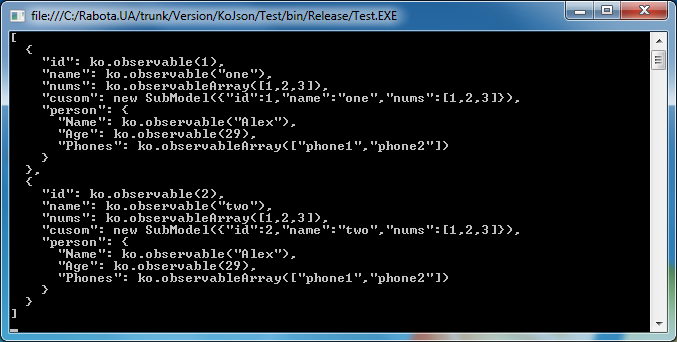 file:///C:/Rabota.UA/trunk/Version/KoJson/Test/bin/Release/Test.EXE
[
  {
    "id": ko.observable(1),
    "name": ko.observable("one"),
    "nums": ko.observableArray([1,2,3]),
    "cusom": new SubModel({"id":1,"name":"one","nums":[1,2,3]}),
    "person": {
      "Name": ko.observable("Alex"),
      "Age": ko.observable(29),
      "Phones": ko.observableArray(["phone1","phone2"])
    }
  },
  {
    "id": ko.observable(2),
    "name": ko.observable("two"),
    "nums": ko.observableArray([1,2,3]),
    "cusom": new SubModel({"id":2,"name":"two","nums":[1,2,3]}),
    "person": {
      "Name": ko.observable("Alex"),
      "Age": ko.observable(29),
      "Phones": ko.observableArray(["phone1","phone2"])
    }
  }
]